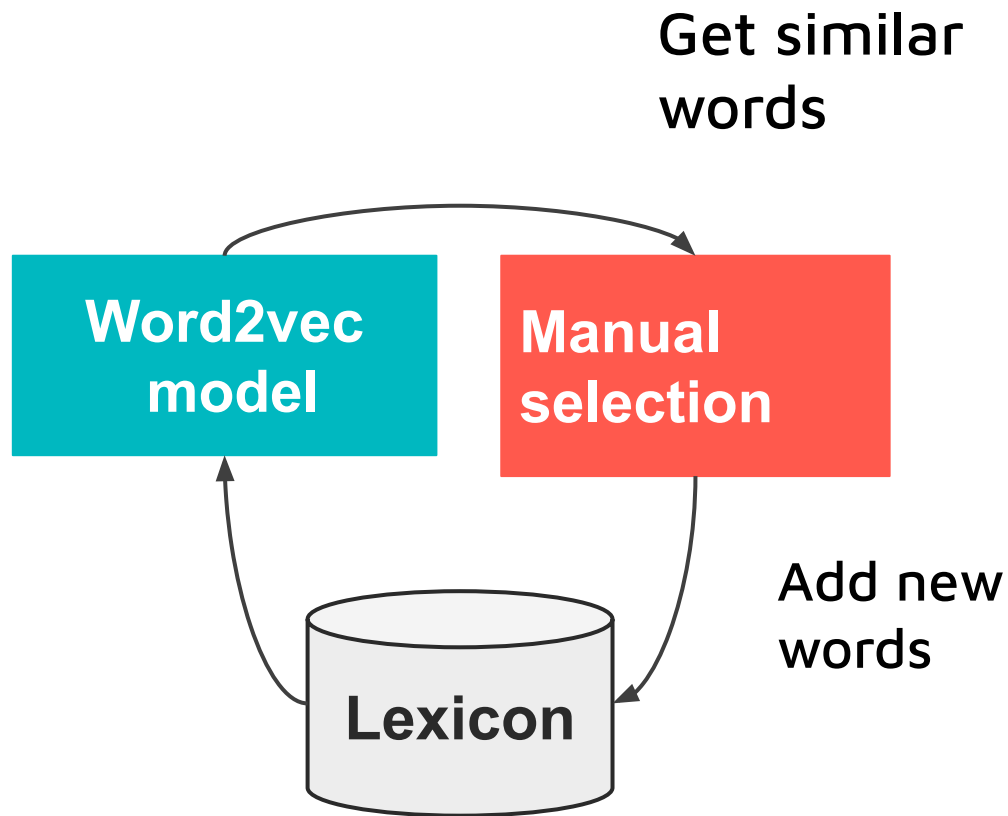 Get similar
words
Word2vec
model
Manual
selection
Add new
words
Lexicon